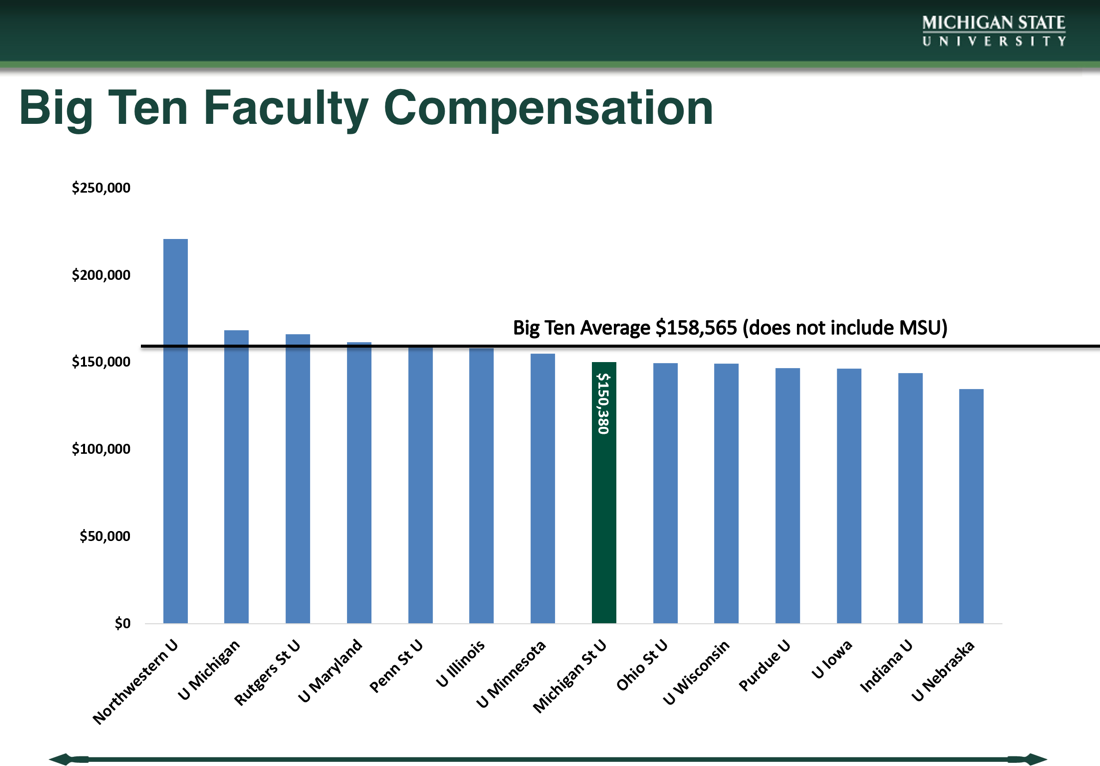 MICHIGAN STATE
UNIVERSITY
Big Ten Faculty Compensation
$250,000
$200,000
Big Ten Average $158,565 (does not include MSU)
$150,000
$150,380
$100,000
$50,000
$0
Northwestern U
U Michigan
Rutgers St U
U Maryland
Penn St U
U Illinois
U Minnesota
Michigan St U
Ohio St U
U Wisconsin
Purdue U
U Iowa
Indiana U
U Nebraska